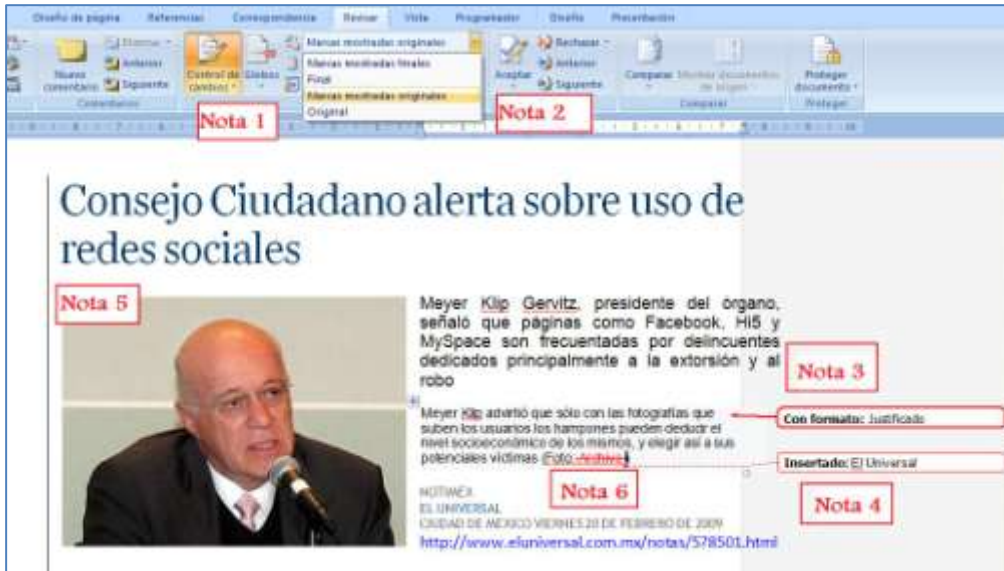 Diseño de página Referencias Correspondencia Revisar Vista Programador Diseño Presentación
Nuevo comentario
Eliminar
Anterior
Siguiente
Comentarios
Control de cambios
Globos
Marcas mostradas originales
Marcas mostradas finales
Final
Marcas mostradas originales
Original
Aceptar
Rechazar
Anterior
Siguiente
Comparar
Mostrar documentos de origen
Comparar
Proteger documento
Proteger
Nota 1
Nota 2
Consejo Ciudadano alerta sobre uso de
redes sociales
Nota 5
Meyer Klip Gervitz, presidente del órgano,
señaló que páginas como Facebook, Hi5 y
MySpace son frecuentadas por delincuentes
dedicados principalmente a la extorsión y al
robo
Nota 3
Meyer Klip advirtió que sólo con las fotografías que
suben los usuarios los hampones pueden deducir el
nivel socioeconómico de los mismos, y elegir así a sus
potenciales víctimas (Foto: Archivo)
Con formato: Justificado
Insertado: El Universal
Nota 6
Nota 4
NOTIMEX
EL UNIVERSAL
CIUDAD DE MÉXICO VIERNES 20 DE FEBRERO DE 2009
http://www.eluniversal.com.mx/notas/578501.html